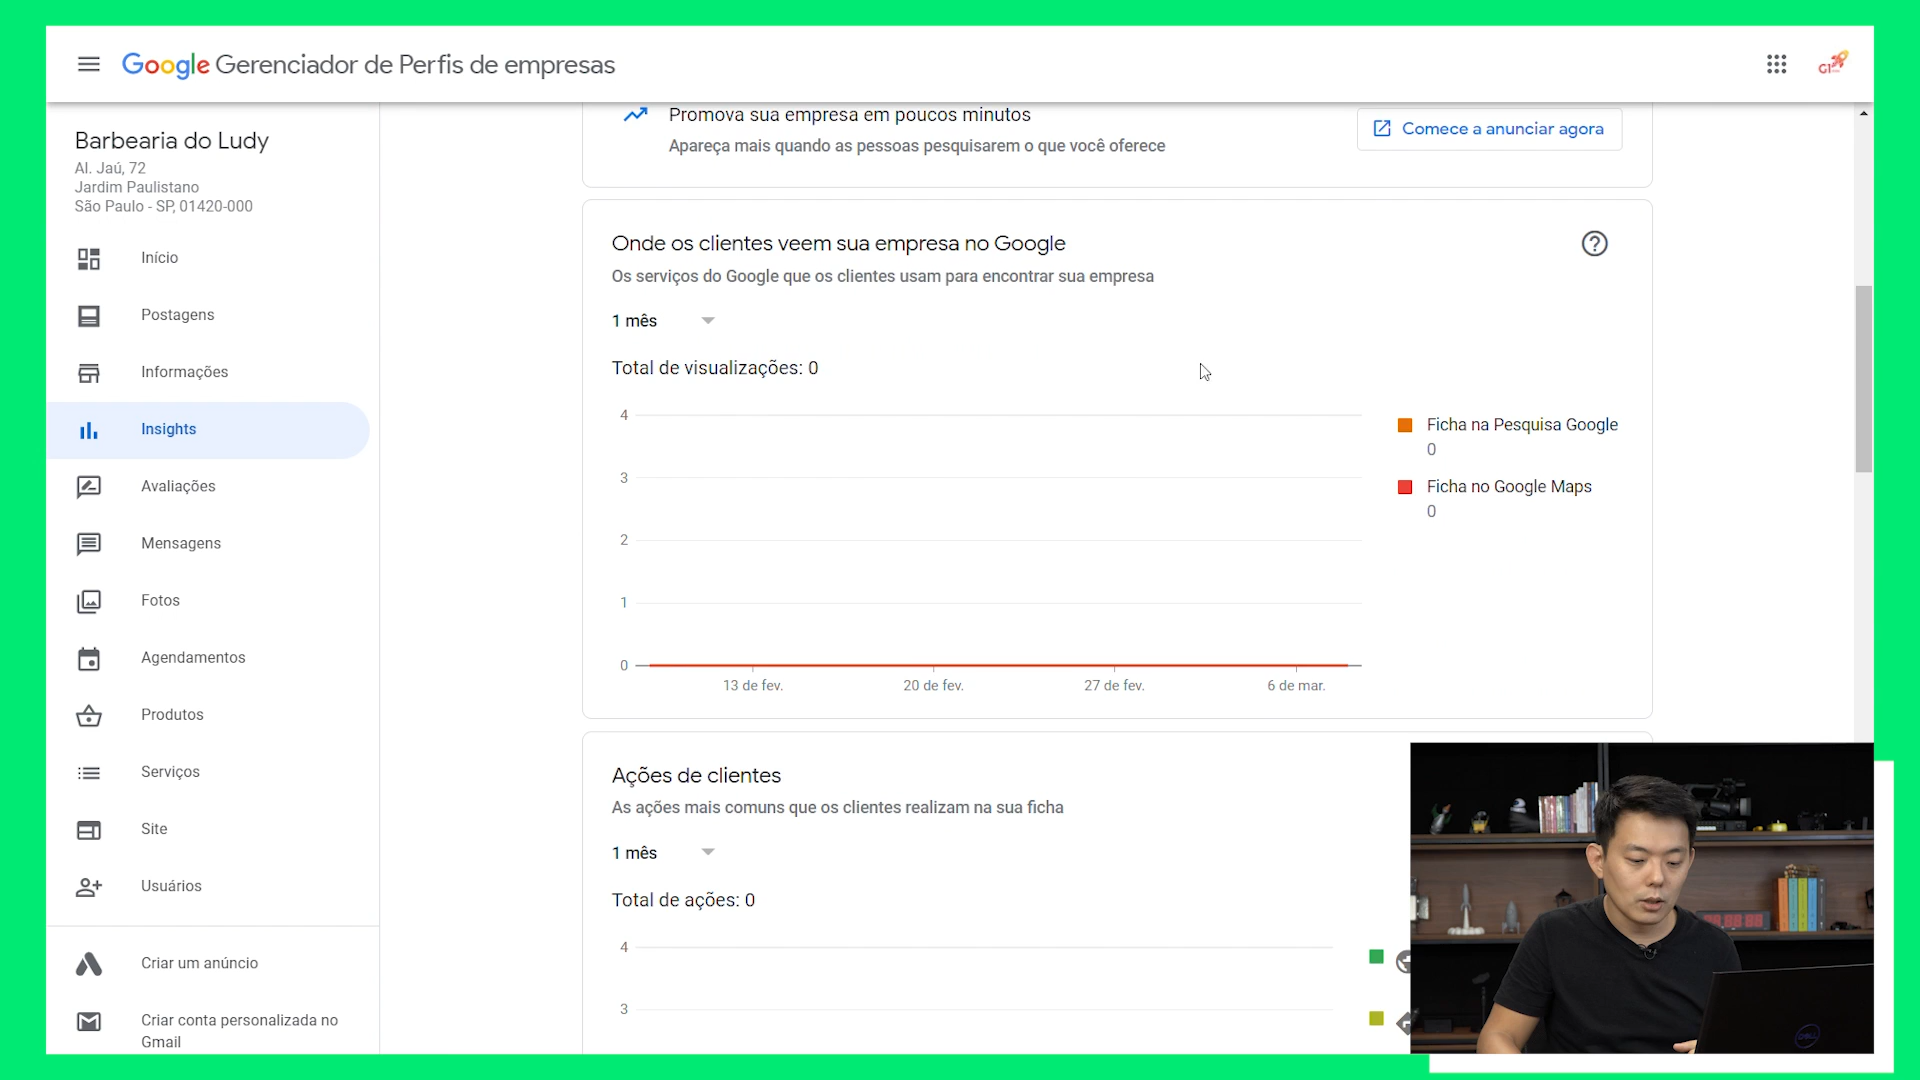 Google Gerenciador de Perfis de empresas
G1
Barbearia do Ludy
Al. Jaú, 72
Jardim Paulistano
São Paulo - SP, 01420-000
Início
Postagens
Informações
Insights
Avaliações
Mensagens
Fotos
Agendamentos
Produtos
Serviços
Site
Usuários
Criar um anúncio
Criar conta personalizada no
Gmail
Promova sua empresa em poucos minutos
Apareça mais quando as pessoas pesquisarem o que você oferece
Comece a anunciar agora
Onde os clientes veem sua empresa no Google
Os serviços do Google que os clientes usam para encontrar sua empresa
1 mês
Total de visualizações: 0
4
3
2
1
0
13 de fev.
20 de fev.
27 de fev.
6 de mar.
Ficha na Pesquisa Google
0
Ficha no Google Maps
0
Ações de clientes
As ações mais comuns que os clientes realizam na sua ficha
1 mês
Total de ações: 0
4
3
DELL